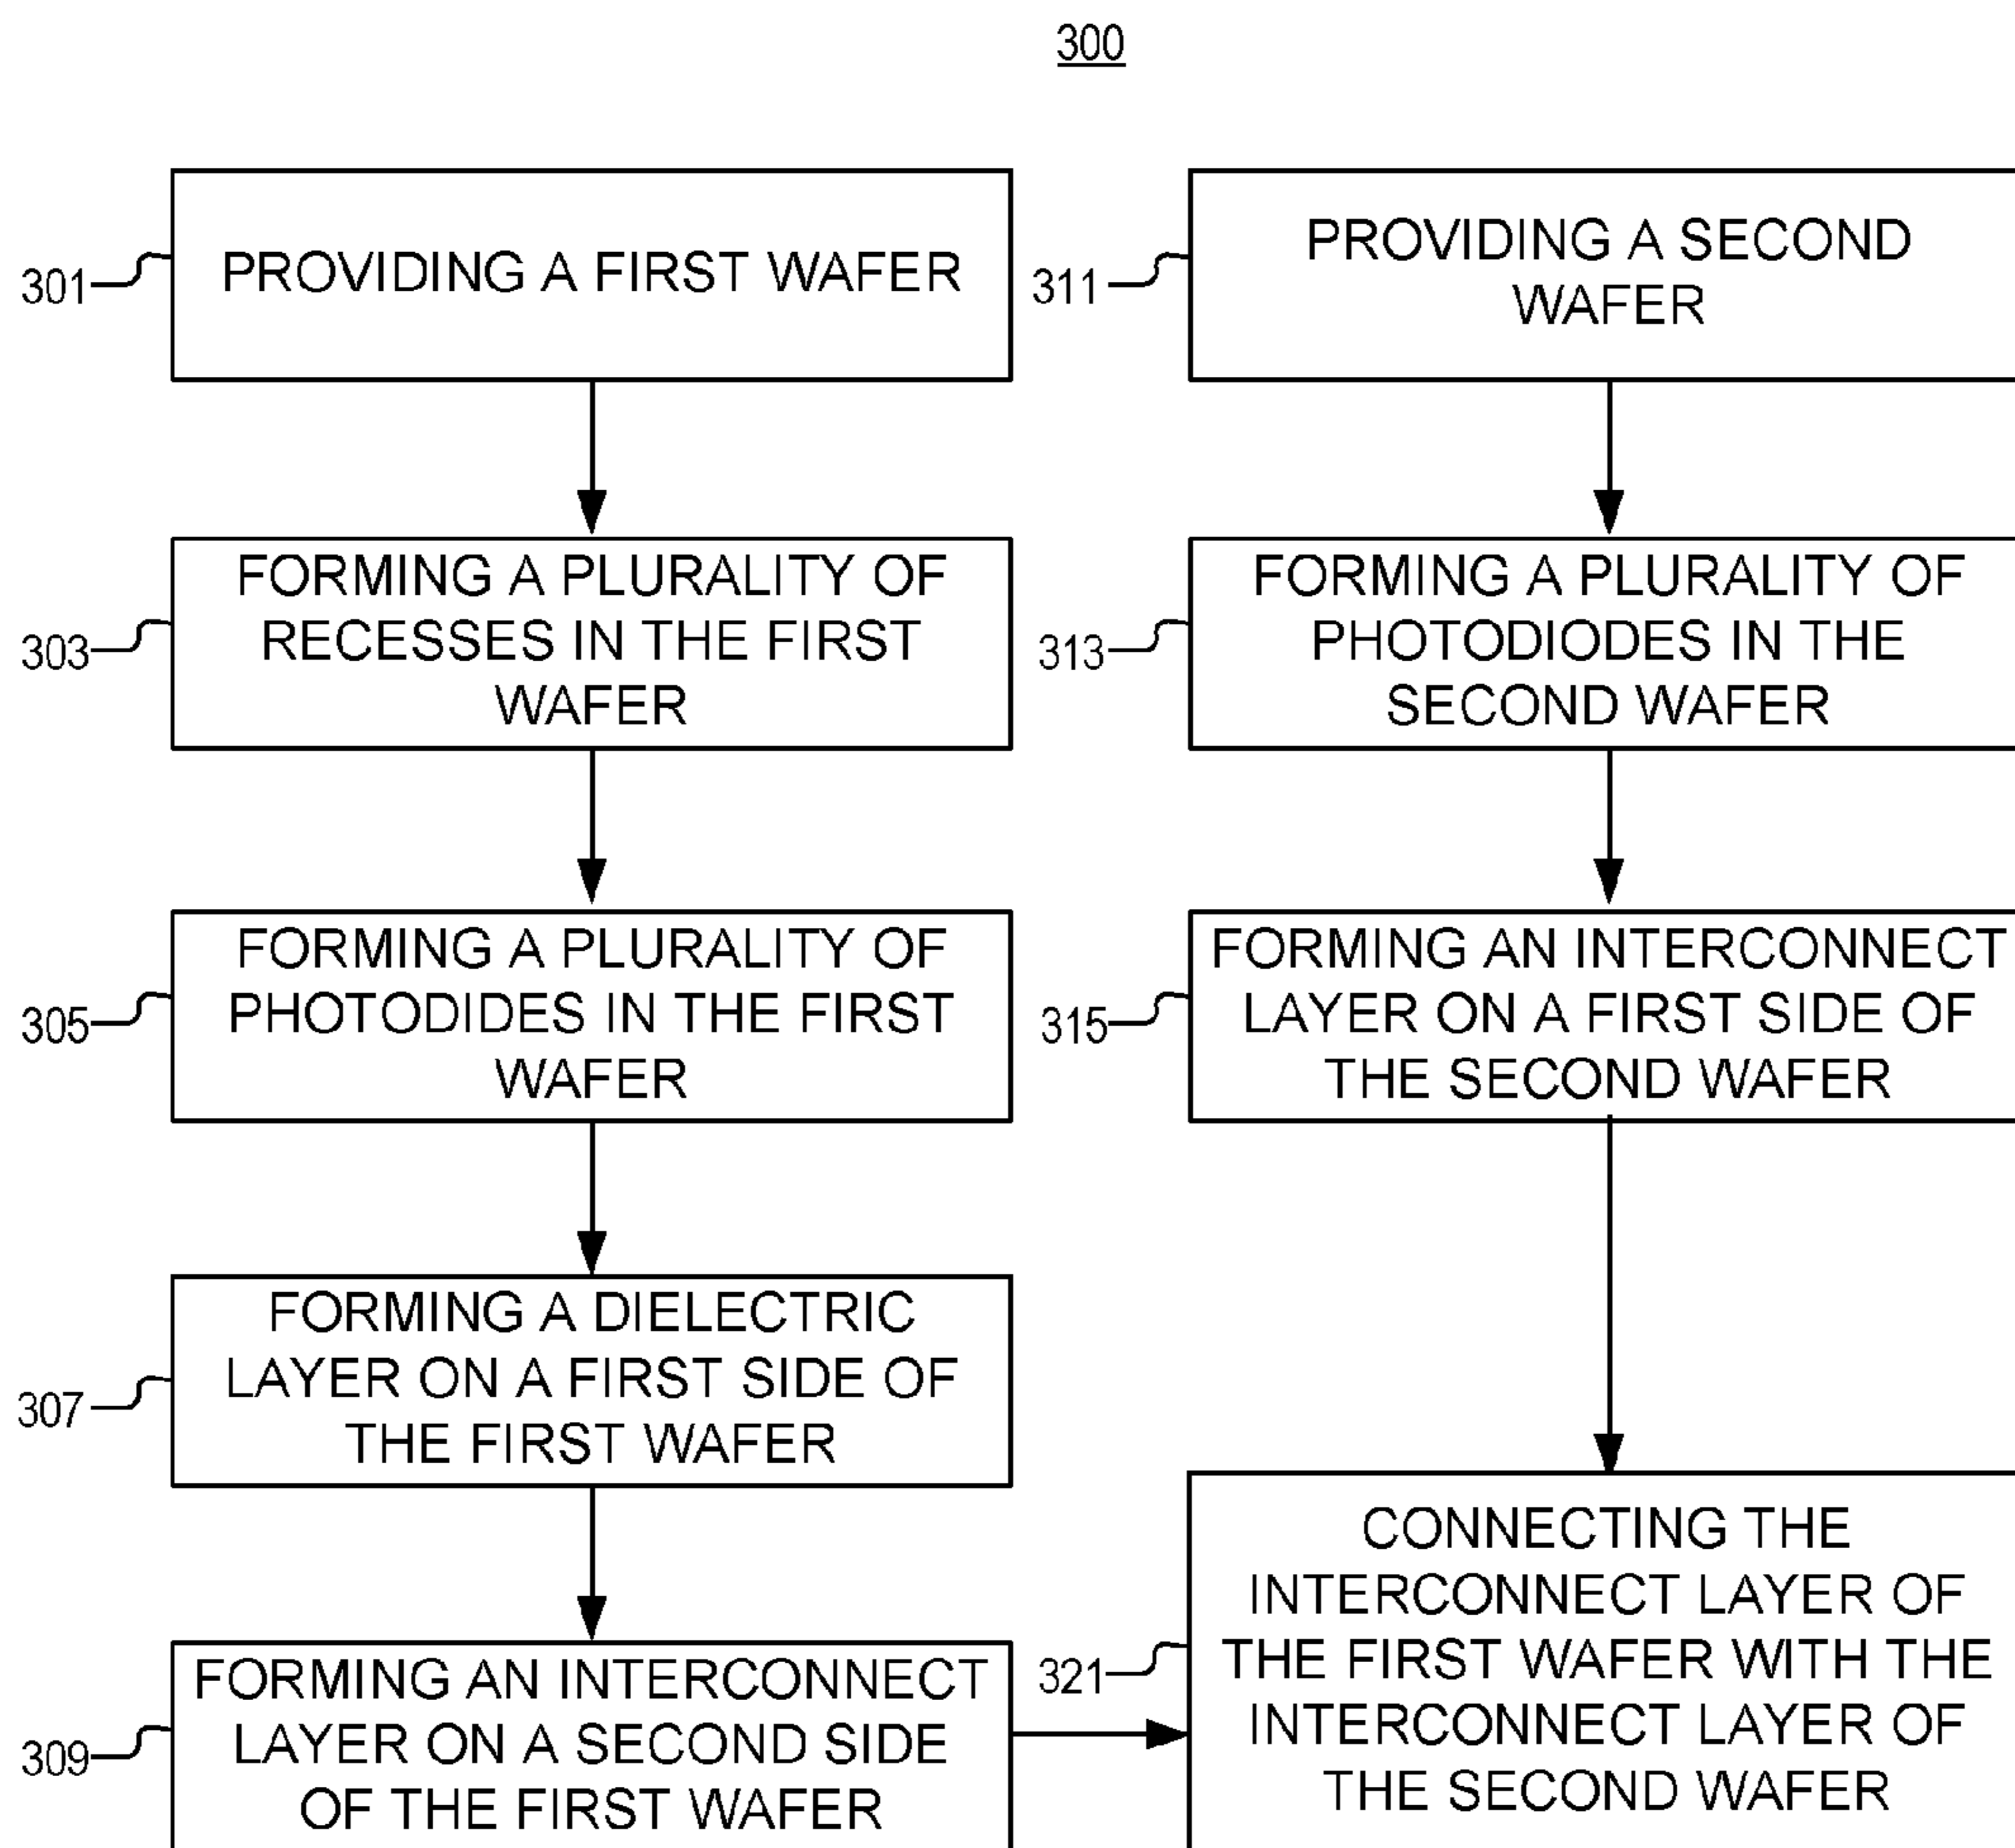 300
301
PROVIDING A FIRST WAFER
303
FORMING A PLURALITY OF
RECESSES IN THE FIRST
WAFER
305
FORMING A PLURALITY OF
PHOTODIDES IN THE FIRST
WAFER
307
FORMING A DIELECTRIC
LAYER ON A FIRST SIDE OF
THE FIRST WAFER
309
FORMING AN INTERCONNECT
LAYER ON A SECOND SIDE
OF THE FIRST WAFER
311
PROVIDING A SECOND
WAFER
313
FORMING A PLURALITY OF
PHOTODIODES IN THE
SECOND WAFER
315
FORMING AN INTERCONNECT
LAYER ON A FIRST SIDE OF
THE SECOND WAFER
321
CONNECTING THE
INTERCONNECT LAYER OF
THE FIRST WAFER WITH THE
INTERCONNECT LAYER OF
THE SECOND WAFER